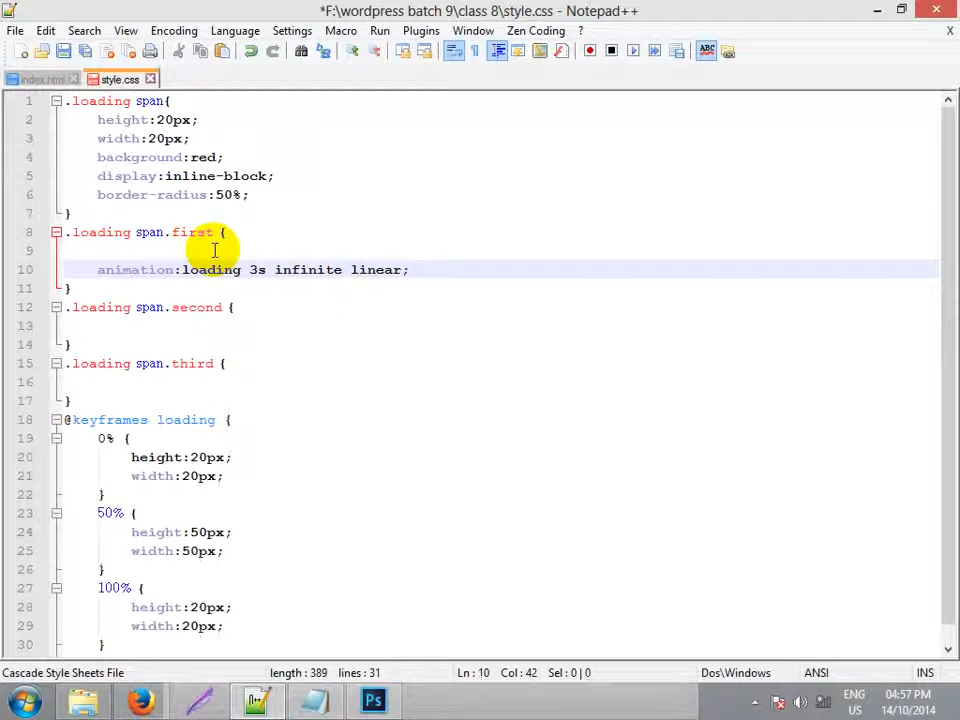 *F:\wordpress batch 9\class 8\style.css - Notepad++
File Edit Search View Encoding Language Settings Macro Run Plugins Window Zen Coding ? X
index.html style.css
1 .loading span{
2 height:20px;
3 width:20px;
4 background:red;
5 display:inline-block;
6 border-radius:50%;
7 }
8 .loading span.first {
9
10 animation:loading 3s infinite linear;
11 }
12 .loading span.second {
13
14 }
15 .loading span.third {
16
17 }
18 @keyframes loading {
19 0% {
20 height:20px;
21 width:20px;
22 }
23 50% {
24 height:50px;
25 width:50px;
26 }
27 100% {
28 height:20px;
29 width:20px;
30 }
Cascade Style Sheets File length : 389 lines : 31 Ln : 10 Col : 42 Sel : 0 | 0 Dos\Windows ANSI INS
ENG 04:57 PM
US 14/10/2014